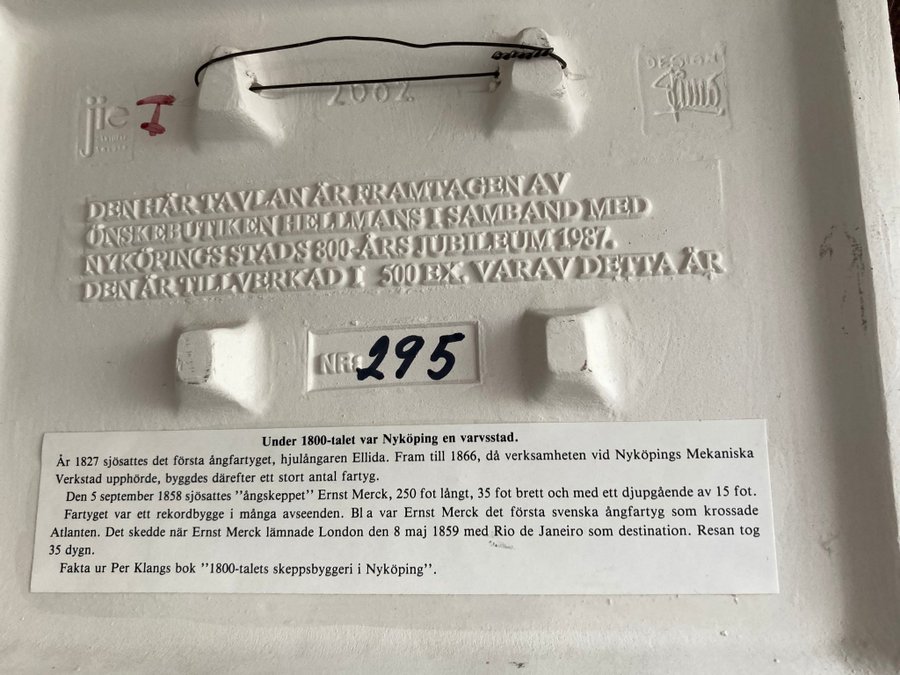 jie
I
2082
DESIGN
DEN HÄR TAVLAN ÄR FRAMTAGEN AV
ÖNSKEBUTIKEN HELLMANS I SAMBAND MED
NYKÖPINGS STADS 800-ÅRS JUBILEUM 1987.
DEN ÄR TILLVERKAD I 500 EX. VARAV DETTA ÄR
NR: 295
Under 1800-talet var Nyköping en varvsstad.
År 1827 sjösattes det första ångfartyget, hjulångaren Ellida. Fram till 1866, då verksamheten vid Nyköpings Mekaniska
Verkstad upphörde, byggdes därefter ett stort antal fartyg.
Den 5 september 1858 sjösattes ''ångskeppet'' Ernst Merck, 250 fot långt, 35 fot brett och med ett djupgående av 15 fot.
Fartyget var ett rekordbygge i många avseenden. Bl a var Ernst Merck det första svenska ångfartyg som krossade
Atlanten. Det skedde när Ernst Merck lämnade London den 8 maj 1859 med Rio de Janeiro som destination. Resan tog
35 dygn.
Fakta ur Per Klangs bok ''1800-talets skeppsbyggeri i Nyköping''.